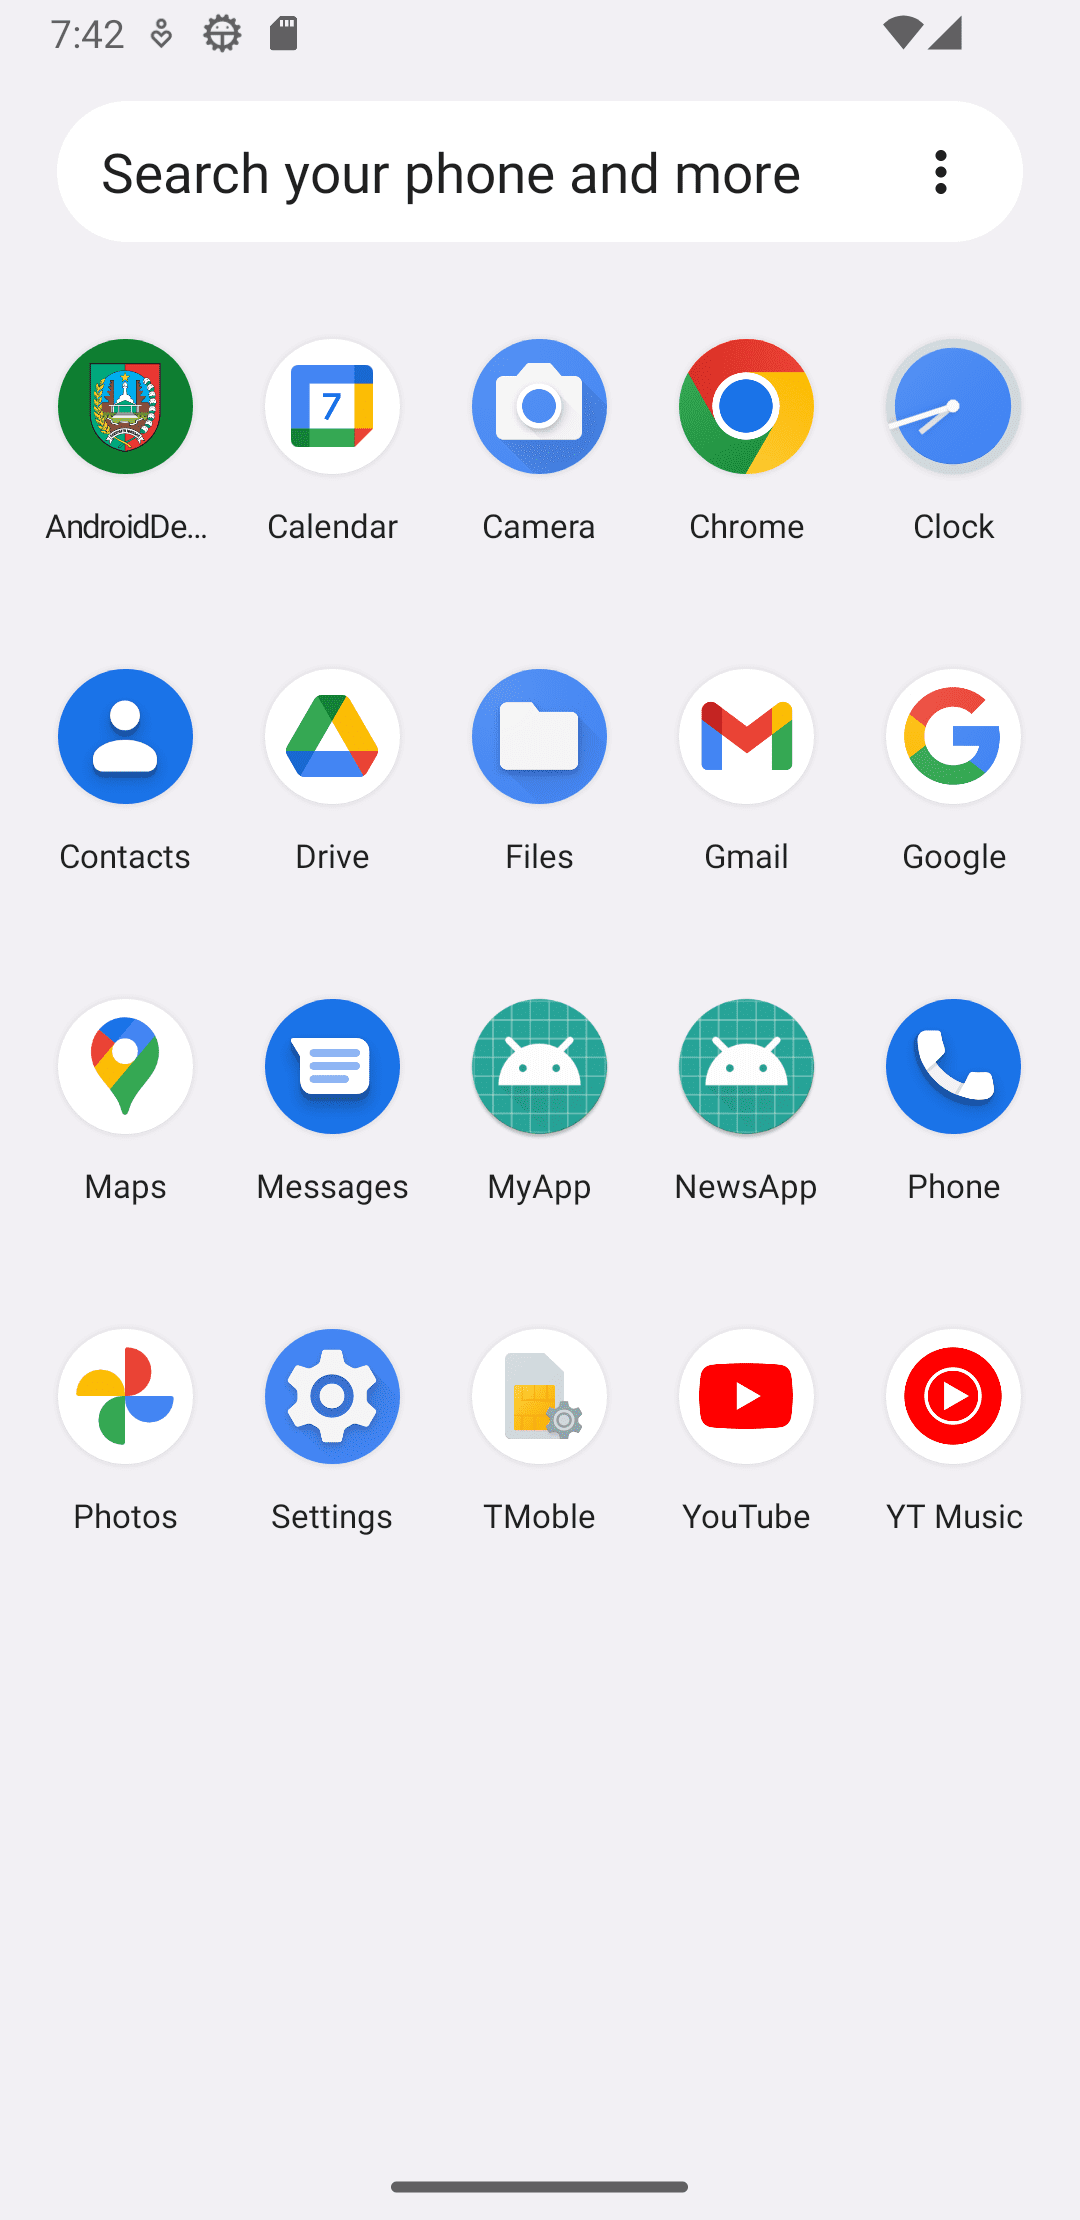 7:42
Search your phone and more
7
AndroidDe...
Calendar
Camera
Chrome
Clock
Contacts
Drive
Files
Gmail
Google
Maps
Messages
MyApp
NewsApp
Phone
Photos
Settings
TMoble
YouTube
YT Music